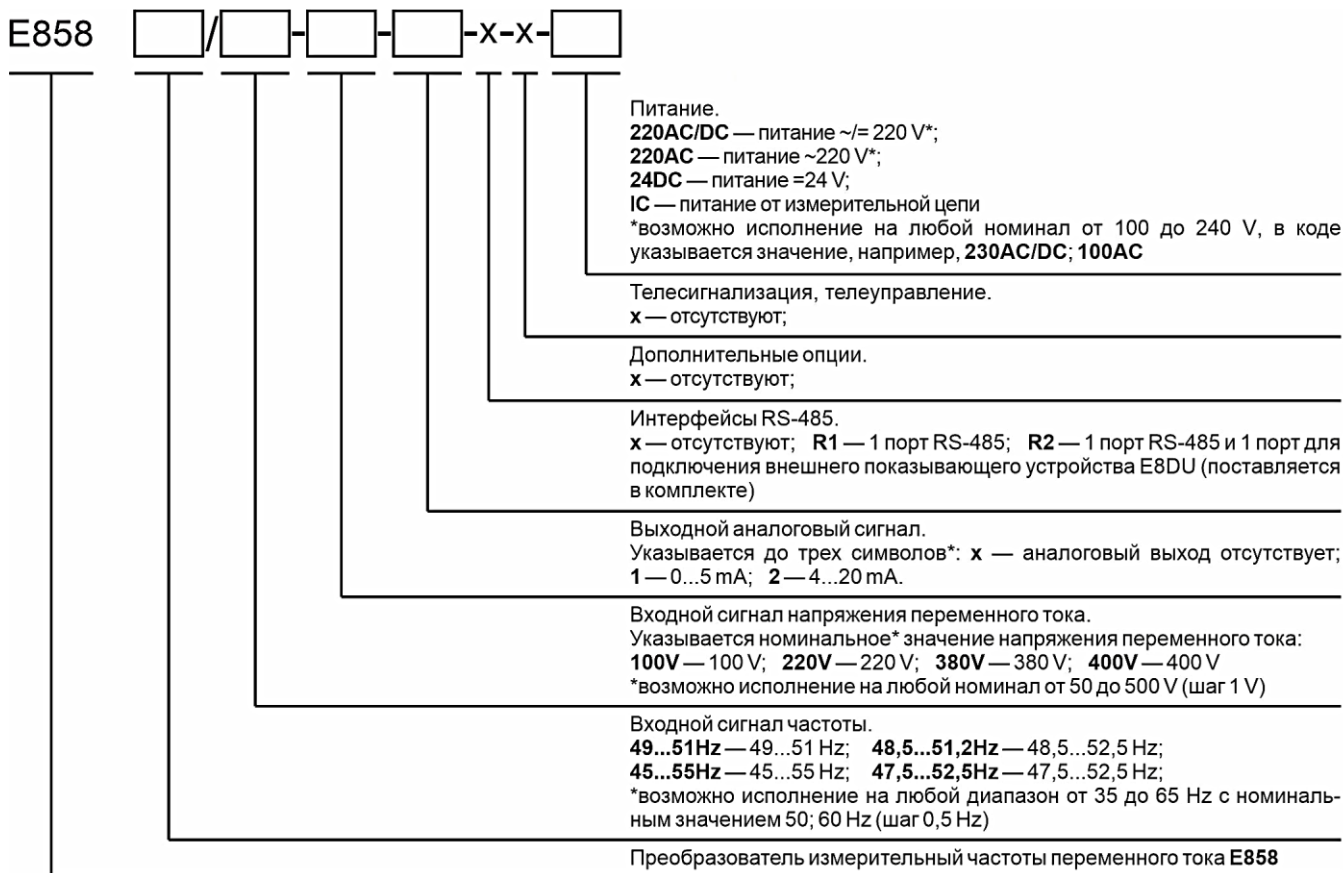 E858 / - - -x-x-
Питание.
220AC/DC — питание ~/= 220 V*;
220AC — питание ~220 V*;
24DC — питание =24 V;
IC — питание от измерительной цепи
*возможно исполнение на любой номинал от 100 до 240 V, в коде
указывается значение, например, 230AC/DC; 100AC
Телесигнализация, телеуправление.
x — отсутствуют;
Дополнительные опции.
x — отсутствуют;
Интерфейсы RS-485.
x — отсутствуют; R1 — 1 порт RS-485; R2 — 1 порт RS-485 и 1 порт для
подключения внешнего показывающего устройства E8DU (поставляется
в комплекте)
Выходной аналоговый сигнал.
Указывается до трех символов*: x — аналоговый выход отсутствует;
1 — 0...5 mA; 2 — 4...20 mA.
Входной сигнал напряжения переменного тока.
Указывается номинальное* значение напряжения переменного тока:
100V — 100 V; 220V — 220 V; 380V — 380 V; 400V — 400 V
*возможно исполнение на любой номинал от 50 до 500 V (шаг 1 V)
Входной сигнал частоты.
49...51Hz — 49...51 Hz; 48,5...51,2Hz — 48,5...52,5 Hz;
45...55Hz — 45...55 Hz; 47,5...52,5Hz — 47,5...52,5 Hz;
*возможно исполнение на любой диапазон от 35 до 65 Hz с номиналь-
ным значением 50; 60 Hz (шаг 0,5 Hz)
Преобразователь измерительный частоты переменного тока E858